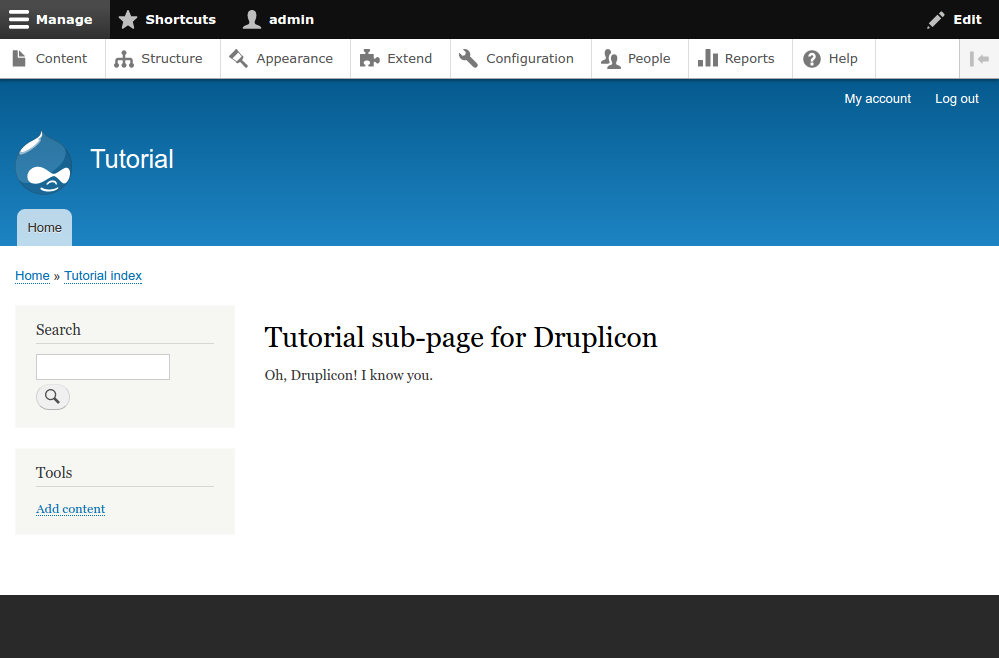 Manage Shortcuts admin Edit
Content Structure Appearance Extend Configuration People Reports Help
My account Log out
Tutorial
Home
Home » Tutorial index
Search
Tutorial sub-page for Druplicon
Oh, Druplicon! I know you.
Tools
Add content